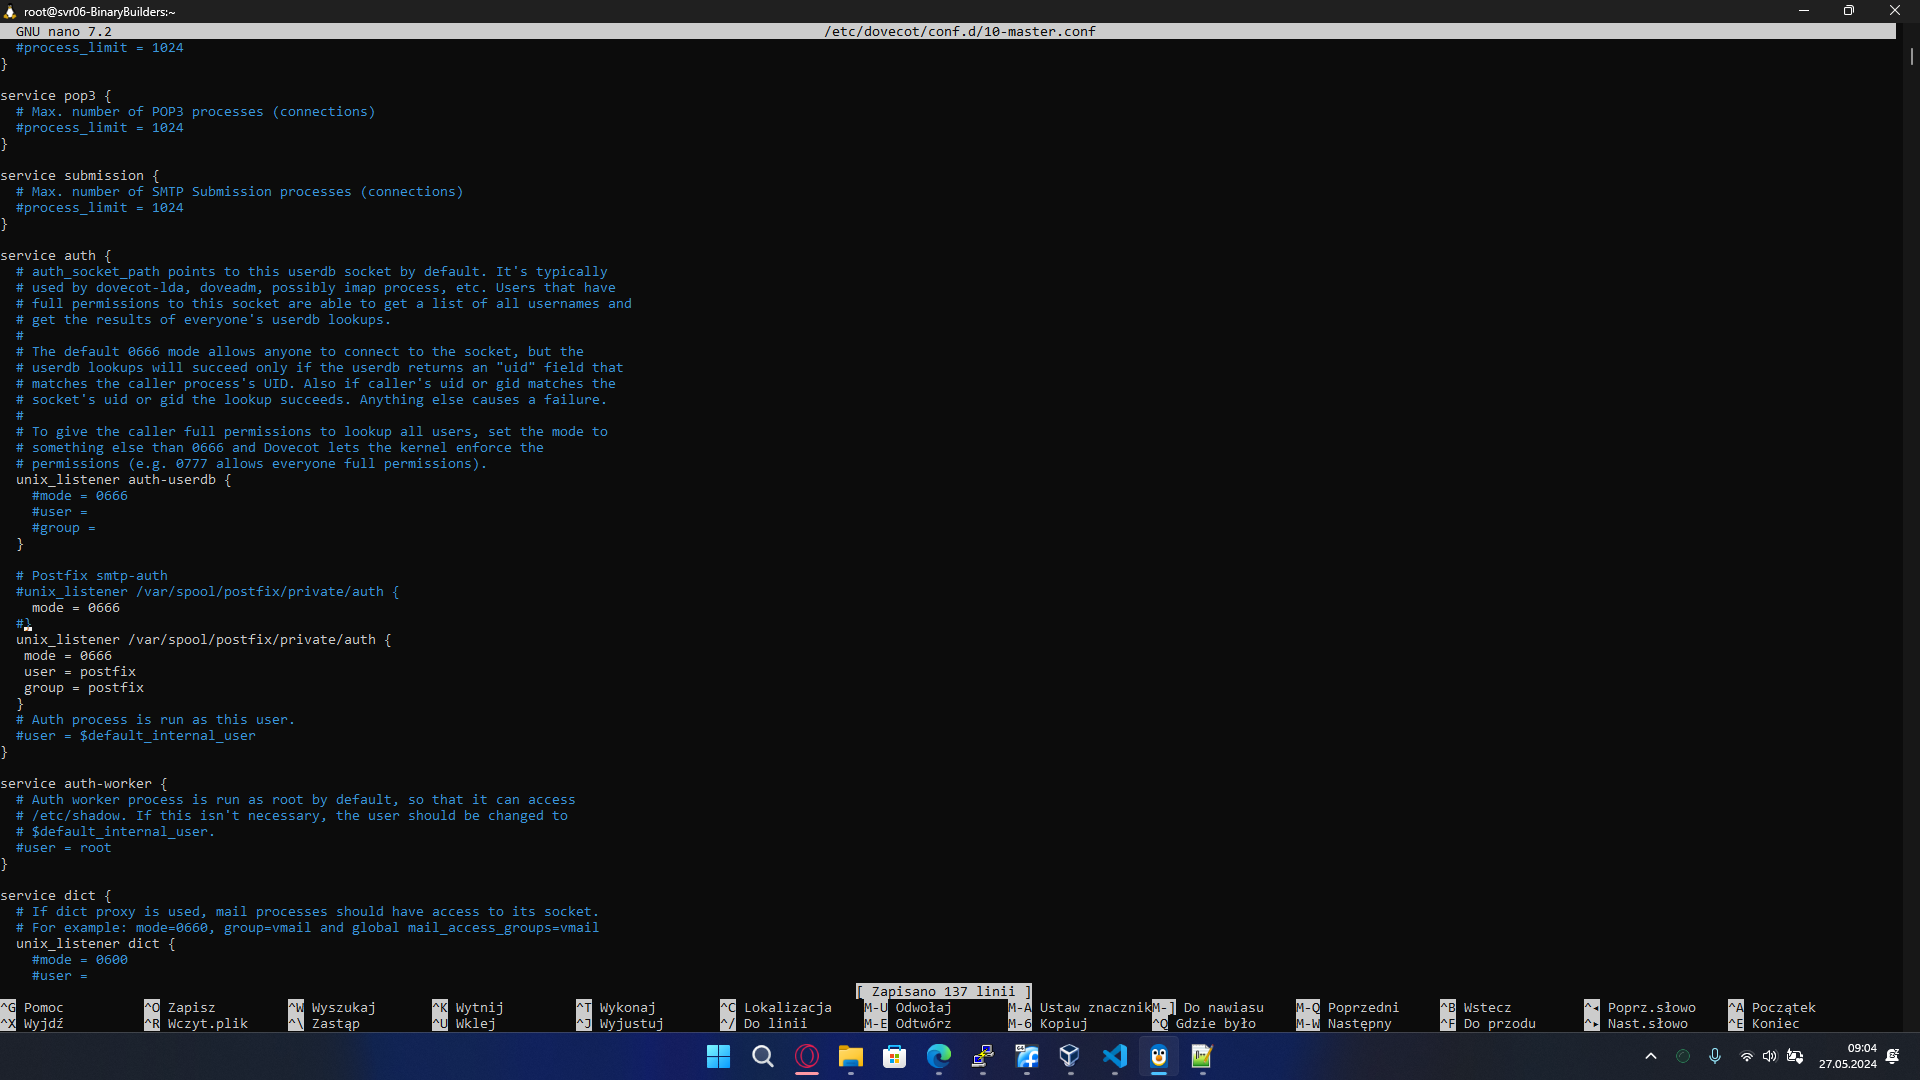 root@svr06-BinaryBuilders:~
GNU nano 7.2 /etc/dovecot/conf.d/10-master.conf
#process_limit = 1024
}
service pop3 {
# Max. number of POP3 processes (connections)
#process_limit = 1024
}
service submission {
# Max. number of SMTP Submission processes (connections)
#process_limit = 1024
}
service auth {
# auth_socket_path points to this userdb socket by default. It's typically
# used by dovecot-lda, doveadm, possibly imap process, etc. Users that have
# full permissions to this socket are able to get a list of all usernames and
# get the results of everyone's userdb lookups.
#
# The default 0666 mode allows anyone to connect to the socket, but the
# userdb lookups will succeed only if the userdb returns an "uid" field that
# matches the caller process's UID. Also if caller's uid or gid matches the
# socket's uid or gid the lookup succeeds. Anything else causes a failure.
#
# To give the caller full permissions to lookup all users, set the mode to
# something else than 0666 and Dovecot lets the kernel enforce the
# permissions (e.g. 0777 allows everyone full permissions).
unix_listener auth-userdb {
#mode = 0666
#user =
#group =
}
# Postfix smtp-auth
#unix_listener /var/spool/postfix/private/auth {
mode = 0666
#}
unix_listener /var/spool/postfix/private/auth {
mode = 0666
user = postfix
group = postfix
}
# Auth process is run as this user.
#user = $default_internal_user
}
service auth-worker {
# Auth worker process is run as root by default, so that it can access
# /etc/shadow. If this isn't necessary, the user should be changed to
# $default_internal_user.
#user = root
}
service dict {
# If dict proxy is used, mail processes should have access to its socket.
# For example: mode=0660, group=vmail and global mail_access_groups=vmail
unix_listener dict {
#mode = 0600
#user =
[ Zapisano 137 linii ]
^G Pomoc ^O Zapisz ^W Wyszukaj ^K Wytnij ^T Wykonaj ^C Lokalizacja M-U Odwołaj M-A Ustaw znacznik M-] Do nawiasu M-Q Poprzedni ^B Wstecz ^◂ Poprz.słowo ^A Początek
^X Wyjdź ^R Wczyt.plik ^\ Zastąp ^U Wklej ^J Wyjustuj ^/ Do linii M-E Odtwórz M-6 Kopiuj ^Q Gdzie było M-W Następny ^F Do przodu ^▸ Nast.słowo ^E Koniec
09:04
27.05.2024